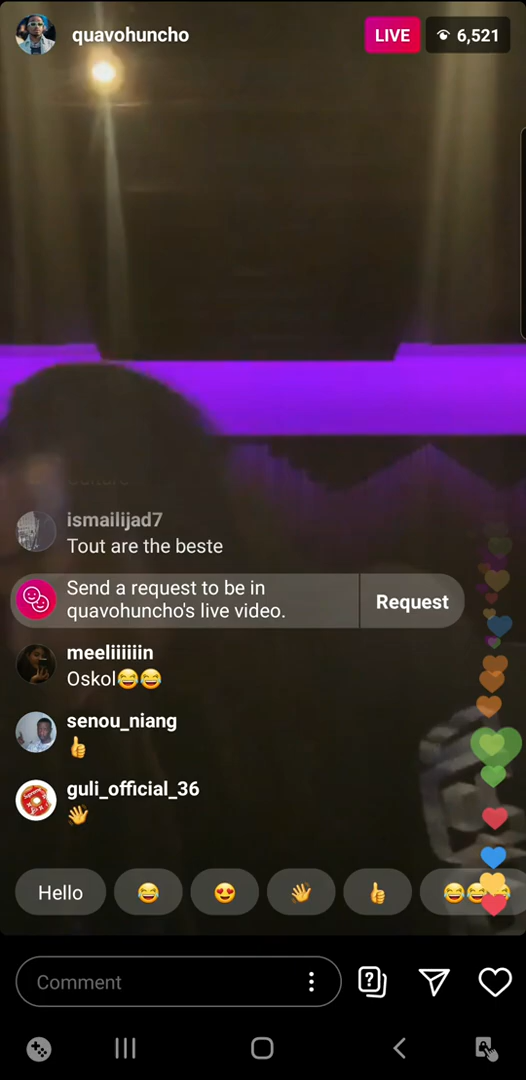 quavohuncho
LIVE
6,521
ismailijad7
Tout are the beste
Send a request to be in
quavohuncho's live video.
Request
meeliiiiiin
Oskol😂😂
senou_niang
👍
guli_official_36
👋
Hello
😂
😍
👋
👍
Comment